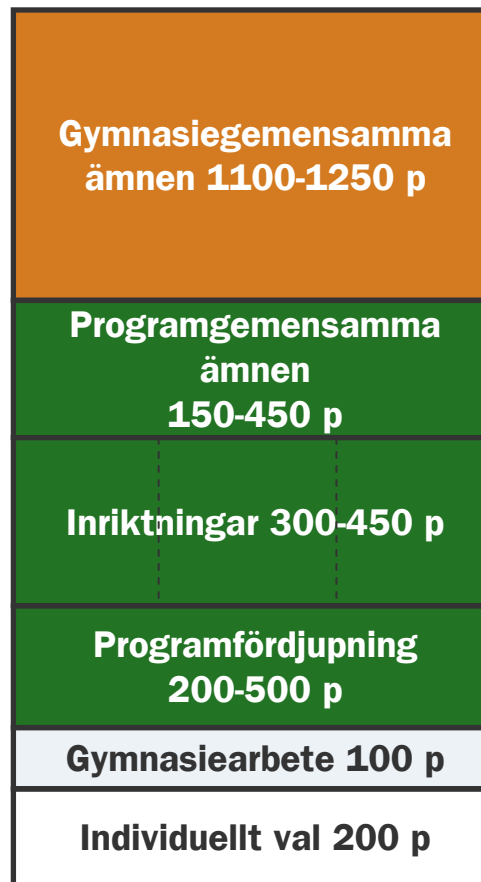 Gymnasiegemensamma
ämnen 1100-1250 p
Programgemensamma
ämnen
150-450 p
Inriktningar 300-450 p
Programfördjupning
200-500 p
Gymnasiearbete 100 p
Individuellt val 200 p